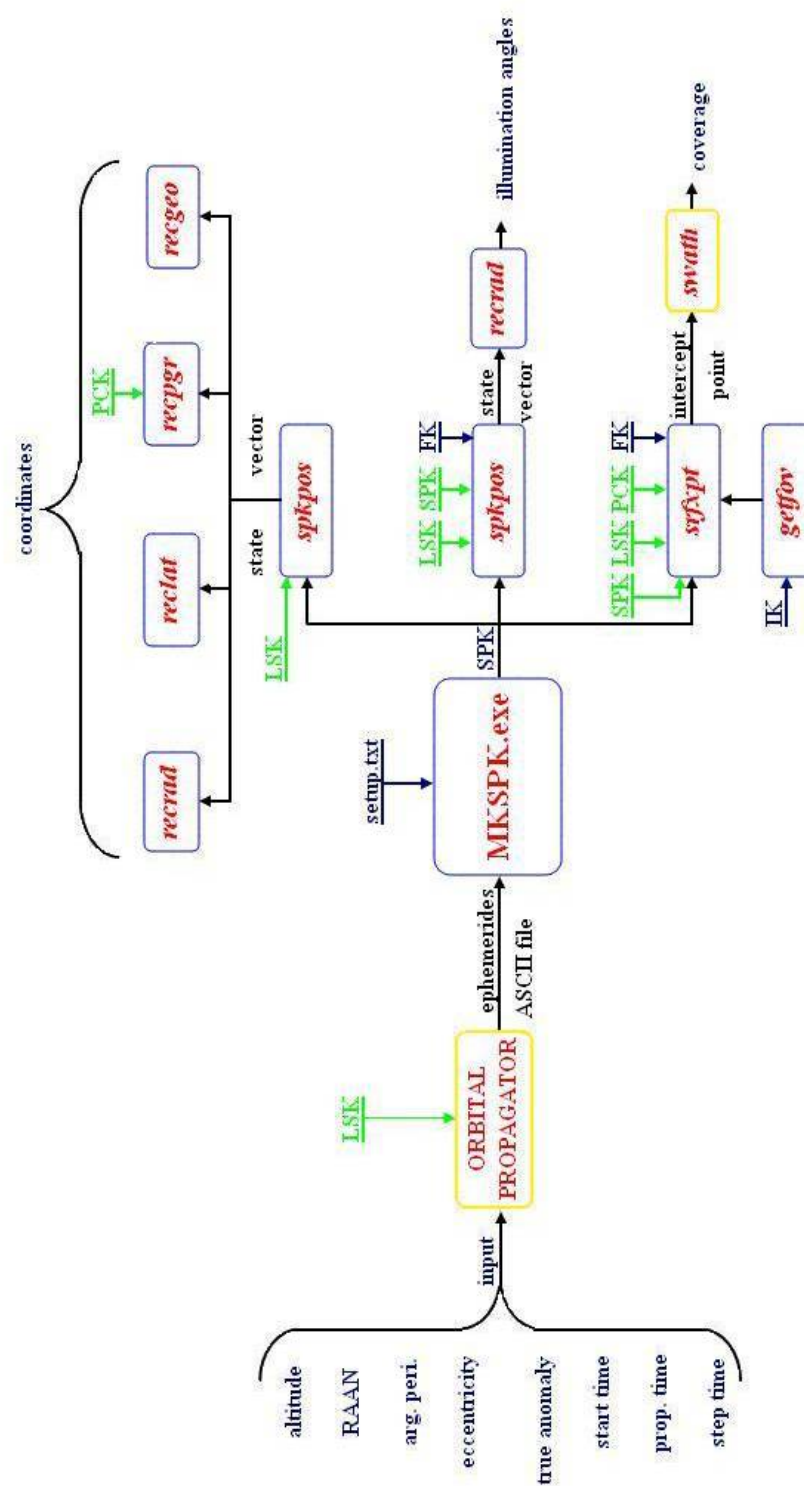 altitude
RAAN
arg. peri.
eccentricity
true anomaly
start time
prop. time
step time
input
LSK
ORBITAL
PROPAGATOR
ephemerides
ASCII file
setup.txt
MKSPK.exe
SPK
coordinates
recrad
reclat
recpgr
recgeo
PCK
state
vector
LSK
spkpos
LSK
SPK
FK
spkpos
state
vector
recrad
illumination angles
SPK
LSK
PCK
FK
srfxpt
intercept
point
swath
coverage
IK
getfov